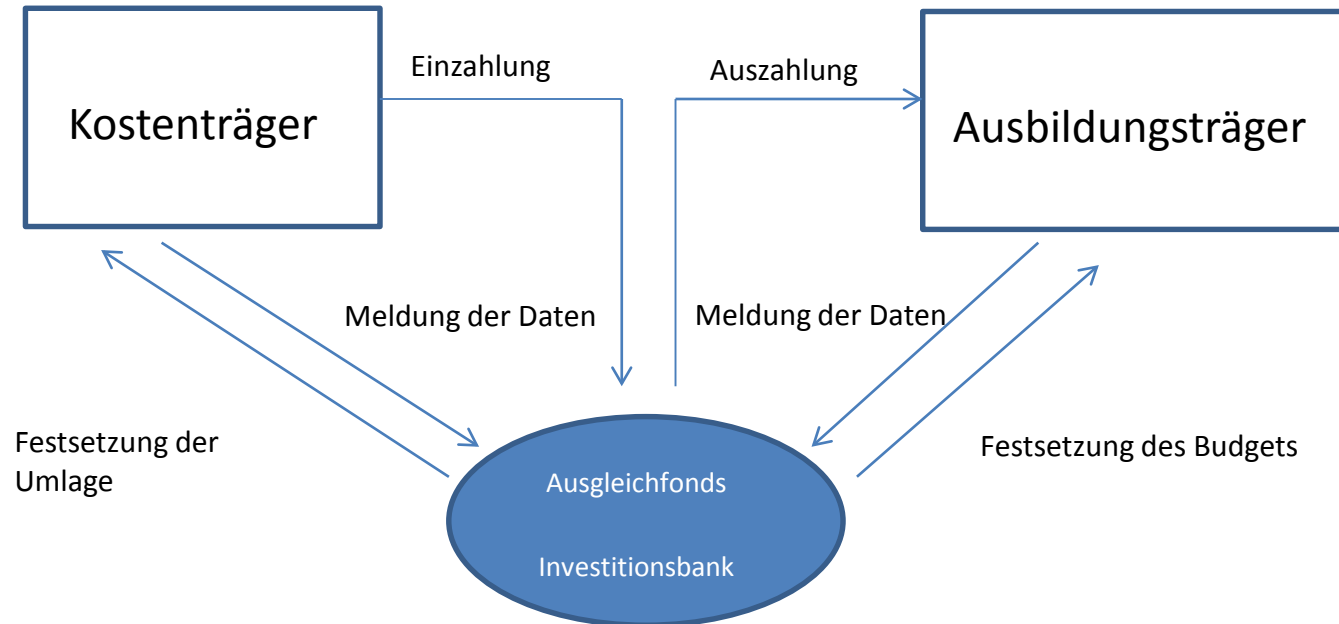 Einzahlung
Auszahlung
Kostenträger
Ausbildungsträger
Meldung der Daten
Meldung der Daten
Festsetzung der
Umlage
Festsetzung des Budgets
Ausgleichfonds
Investitionsbank